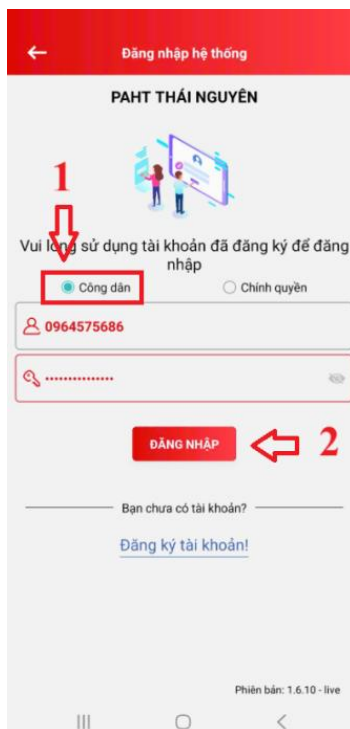 Đăng nhập hệ thống
PAHT THÁI NGUYÊN
1
Vui lòng sử dụng tài khoản đã đăng ký để đăng
nhập
Công dân Chính quyền
0964575686
ĐĂNG NHẬP 2
Bạn chưa có tài khoản?
Đăng ký tài khoản!
Phiên bản: 1.6.10 - live